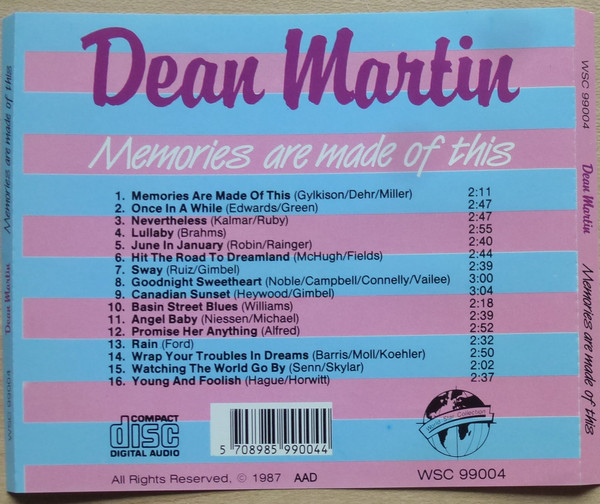 Dean Martin
Memories are made of this
1. Memories Are Made Of This (Gylkison/Dehr/Miller) 2:11
2. Once In A While (Edwards/Green) 2:47
3. Nevertheless (Kalmar/Ruby) 2:47
4. Lullaby (Brahms) 2:55
5. June In January (Robin/Rainger) 2:40
6. Hit The Road To Dreamland (McHugh/Fields) 2:44
7. Sway (Ruiz/Gimbel) 2:39
8. Goodnight Sweetheart (Noble/Campbell/Connelly/Vailee) 3:00
9. Canadian Sunset (Heywood/Gimbel) 3:04
10. Basin Street Blues (Williams) 2:18
11. Angel Baby (Niessen/Michael) 2:39
12. Promise Her Anything (Alfred) 2:52
13. Rain (Ford) 2:32
14. Wrap Your Troubles In Dreams (Barris/Moll/Koehler) 2:50
15. Watching The World Go By (Senn/Skylar) 2:02
16. Young And Foolish (Hague/Horwitt) 2:37
COMPACT
disc
DIGITAL AUDIO
5 708985 990044
World Star Collection
All Rights Reserved, © 1987 AAD
WSC 99004
WSC 99004 Dean Martin Memories are made of this
WSC 99004 Dean Martin Memories are made of this